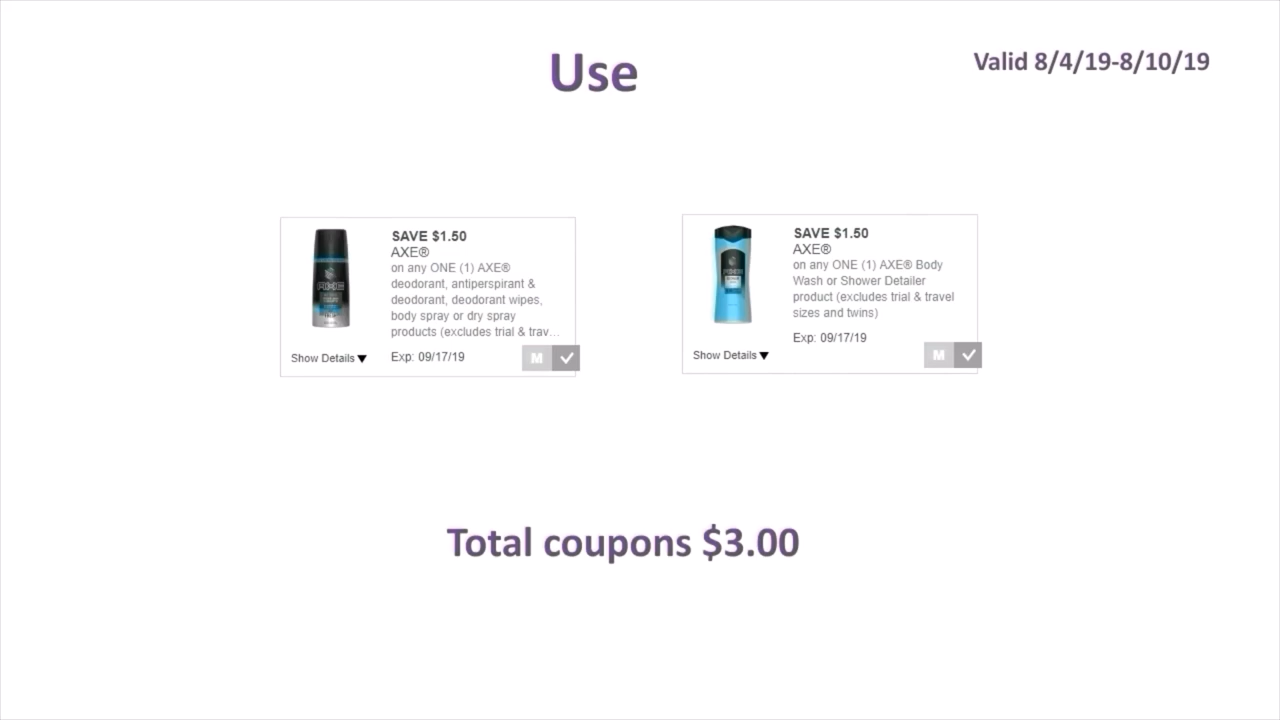 Use
Valid 8/4/19-8/10/19
SAVE $1.50
AXE®
on any ONE (1) AXE®
deodorant, antiperspirant &
deodorant, deodorant wipes,
body spray or dry spray
products (excludes trial & trav...
Exp: 09/17/19
Show Details ▼
M
AXE
SAVE $1.50
AXE®
on any ONE (1) AXE® Body
Wash or Shower Detailer
product (excludes trial & travel
sizes and twins)
Exp: 09/17/19
Show Details ▼
M
AXE
Total coupons $3.00